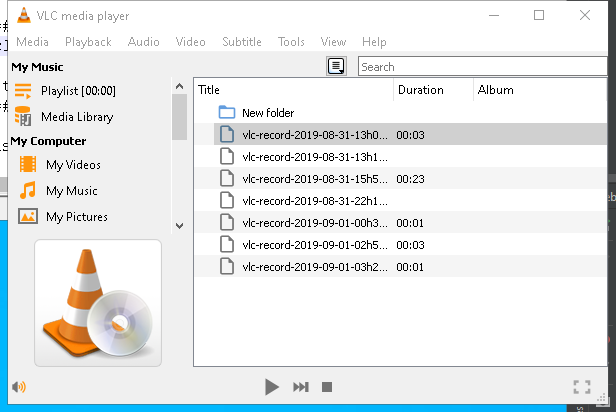 VLC media player
Media Playback Audio Video Subtitle Tools View Help
My Music
Search
Playlist [00:00]
Media Library
My Computer
My Videos
My Music
My Pictures
Title Duration Album
New folder
vlc-record-2019-08-31-13h0... 00:03
vlc-record-2019-08-31-13h1...
vlc-record-2019-08-31-15h5... 00:23
vlc-record-2019-08-31-22h1...
vlc-record-2019-09-01-00h3... 00:01
vlc-record-2019-09-01-02h5... 00:03
vlc-record-2019-09-01-03h2... 00:01